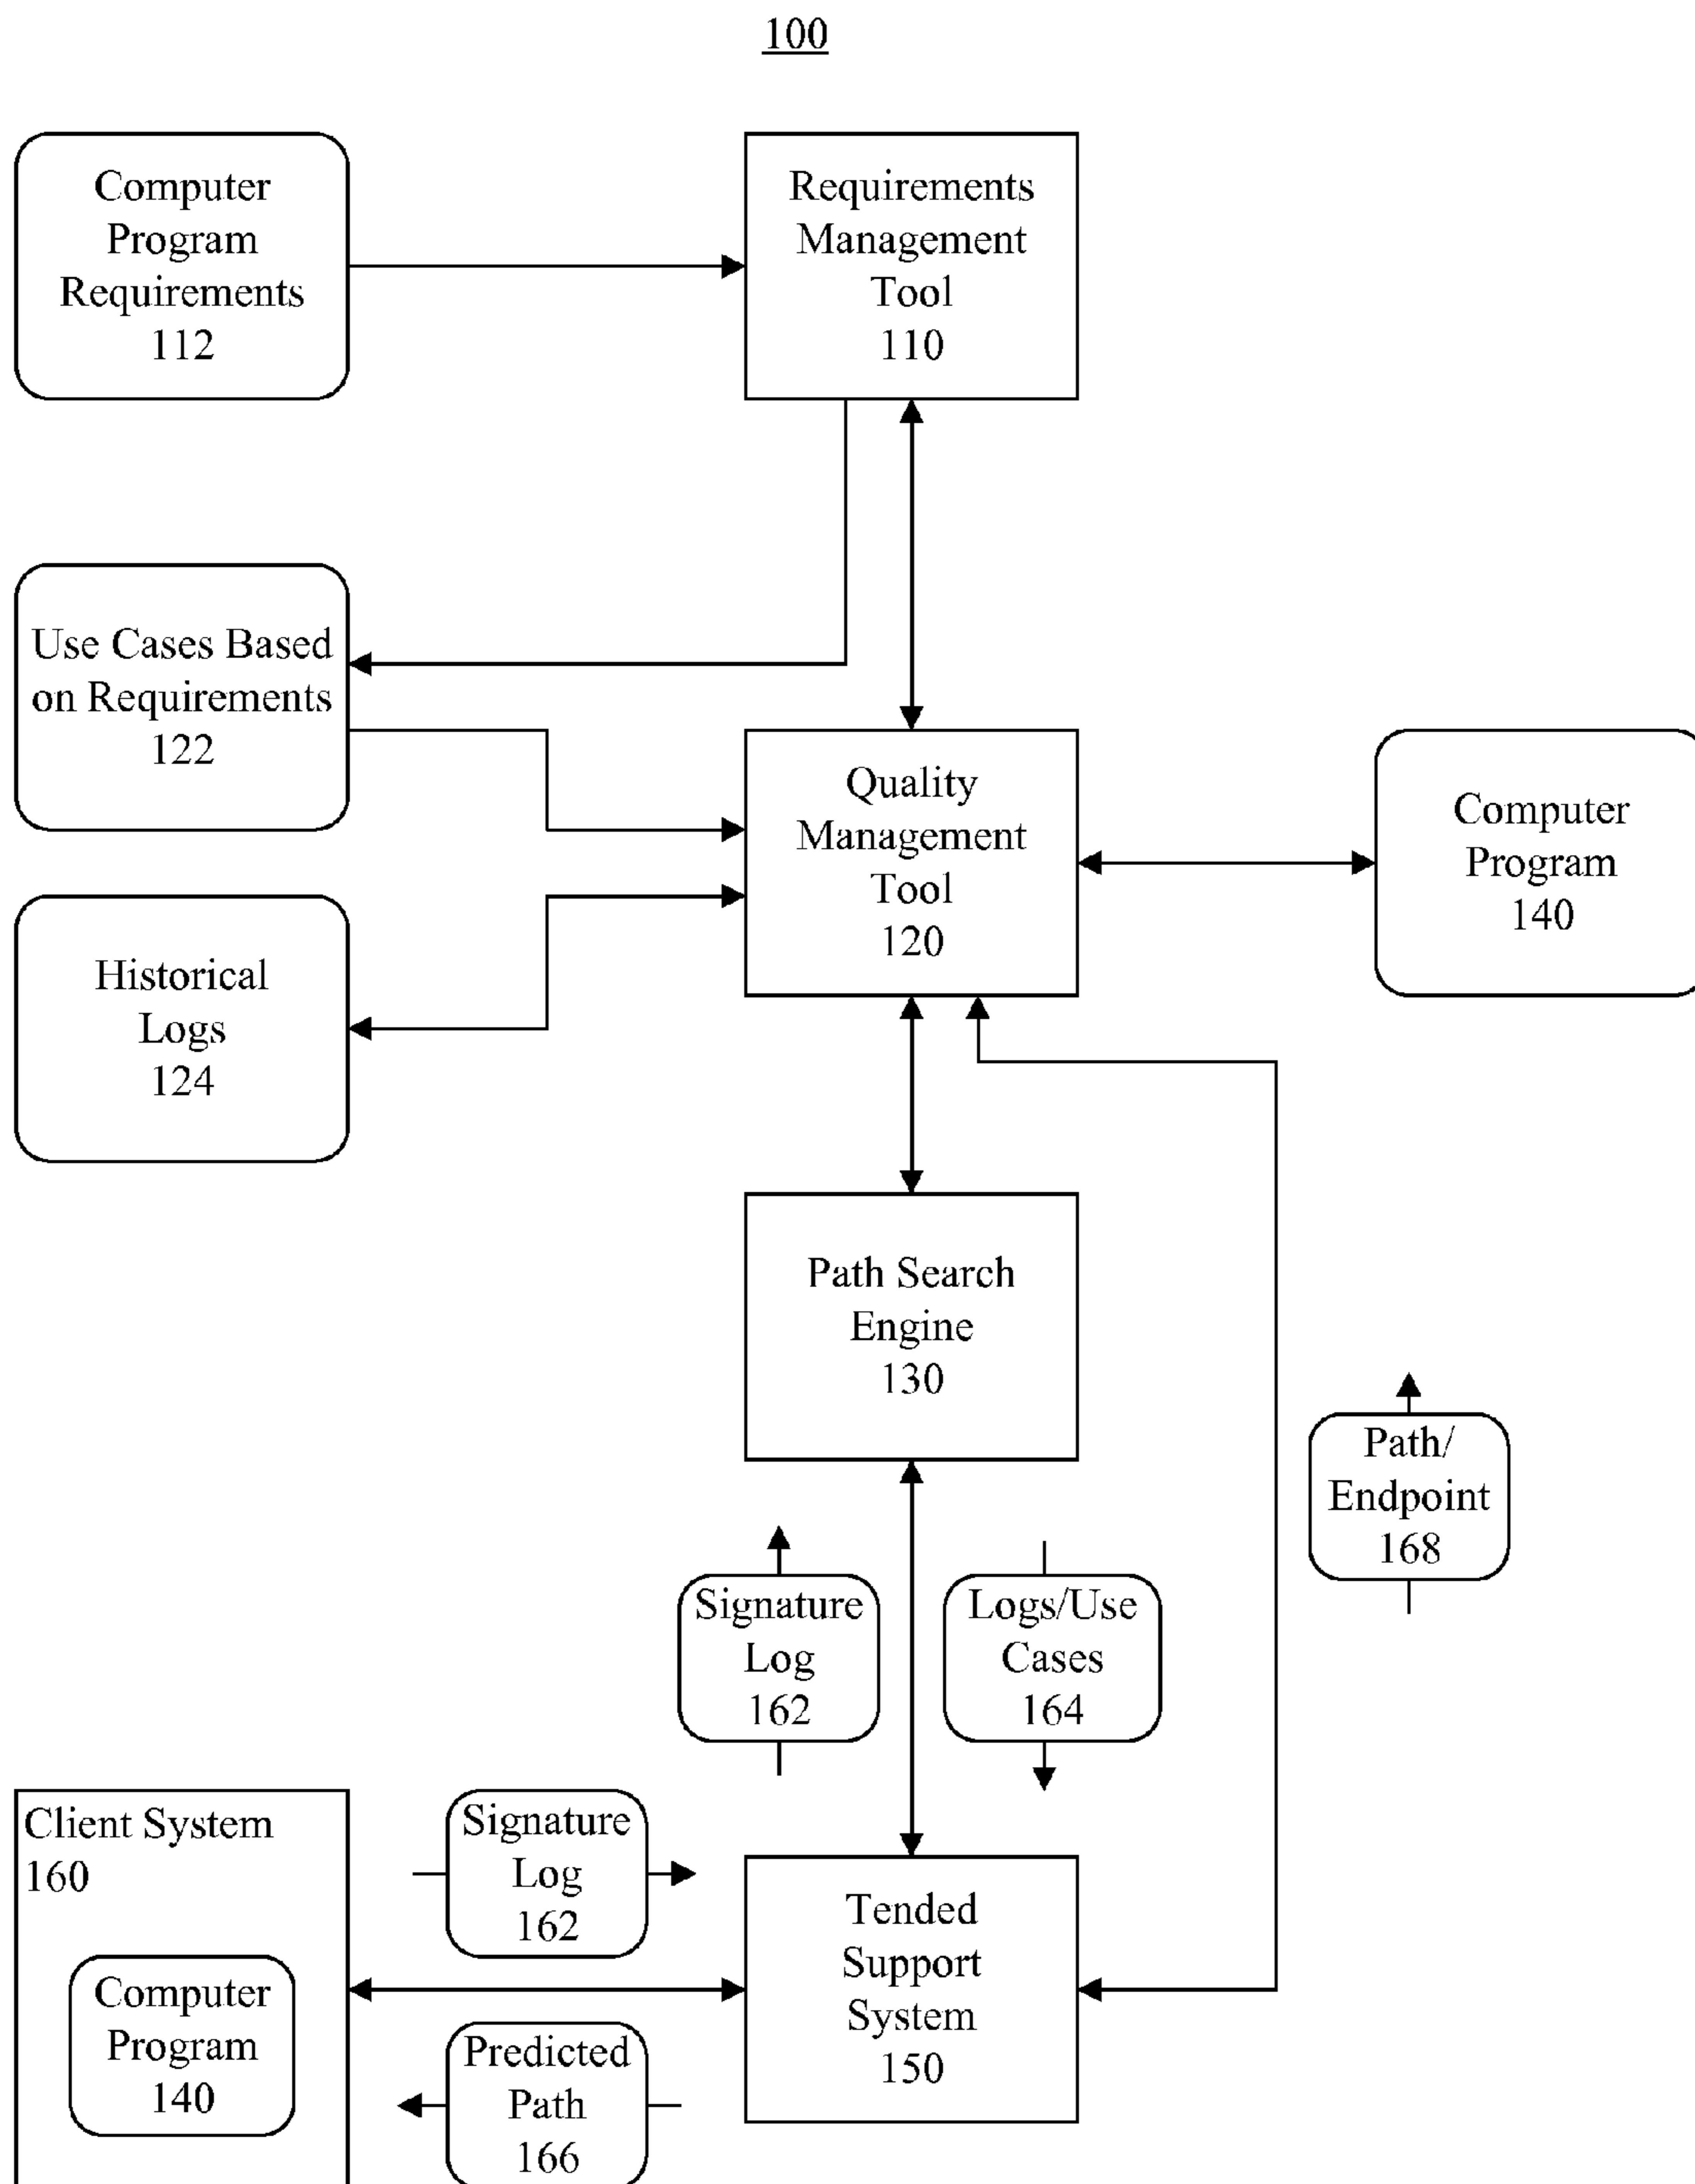 100
Computer
Program
Requirements
112
Requirements
Management
Tool
110
Use Cases Based
on Requirements
122
Quality
Management
Tool
120
Computer
Program
140
Historical
Logs
124
Path Search
Engine
130
Path/
Endpoint
168
Signature
Log
162
Logs/Use
Cases
164
Client System
160
Computer
Program
140
Signature
Log
162
Predicted
Path
166
Tended
Support
System
150